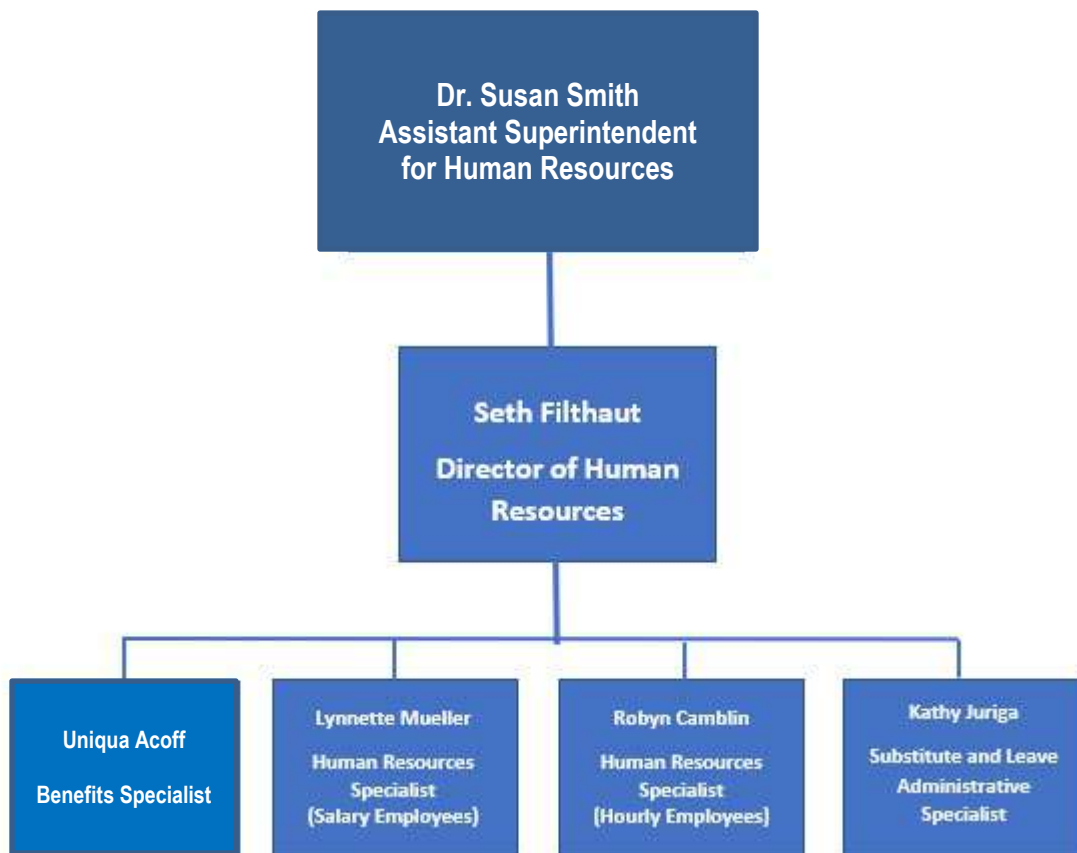 Dr. Susan Smith
Assistant Superintendent
for Human Resources
Seth Filthaut
Director of Human
Resources
Uniqua Acoff
Benefits Specialist
Lynnette Mueller
Human Resources
Specialist
(Salary Employees)
Robyn Camblin
Human Resources
Specialist
(Hourly Employees)
Kathy Juriga
Substitute and Leave
Administrative
Specialist